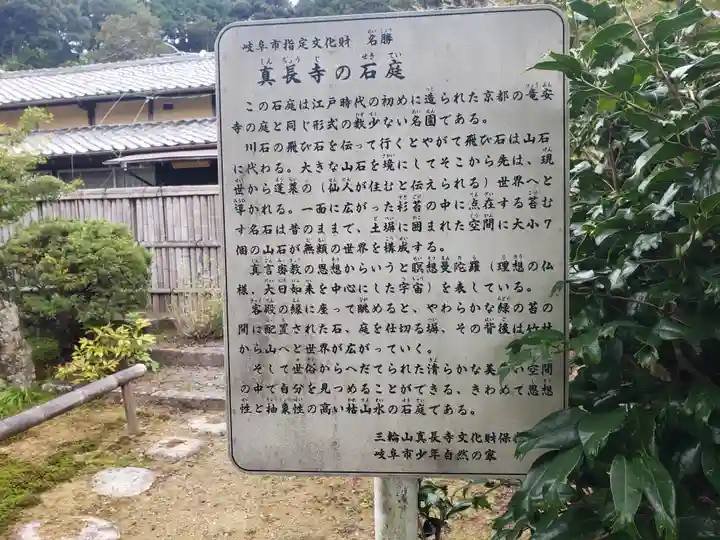 岐阜市指定文化財 名勝
真長寺の石庭
この石庭は江戸時代の初めに造られた京都の竜安
寺の庭と同じ形式の数少ない名園である。
川石の飛び石を伝って行くとやがて飛び石は山石
に代わる。大きな山石を境にしてそこから先は、現
世から蓬莱の(仙人が住むと伝えられる)世界へと
導かれる。一面に広がった杉苔の中に点在する苔む
す名石は昔のままで、土塀に囲まれた空間に大小7
個の山石が無類の世界を構成する。
真言密教の思想からいうと瞑想曼陀羅(理想の仏
様、大日如来を中心にした宇宙)を表している。
客殿の縁に座って眺めると、やわらかな緑の苔の
間に配置された石、庭を仕切る塀、その背後は竹林
から山へと世界が広がっていく。
そして世俗からへだてられた清らかな美しい空間
の中で自分を見つめることができる、きわめて思想
性と抽象性の高い枯山水の石庭である。
三輪山真長寺文化財保
岐阜市少年自然の家